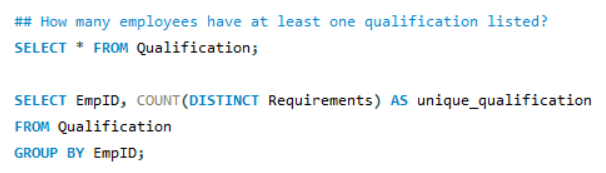 ## How many employees have at least one qualification listed?
SELECT * FROM Qualification;
SELECT EmpID, COUNT(DISTINCT Requirements) AS unique_qualification
FROM Qualification
GROUP BY EmpID;